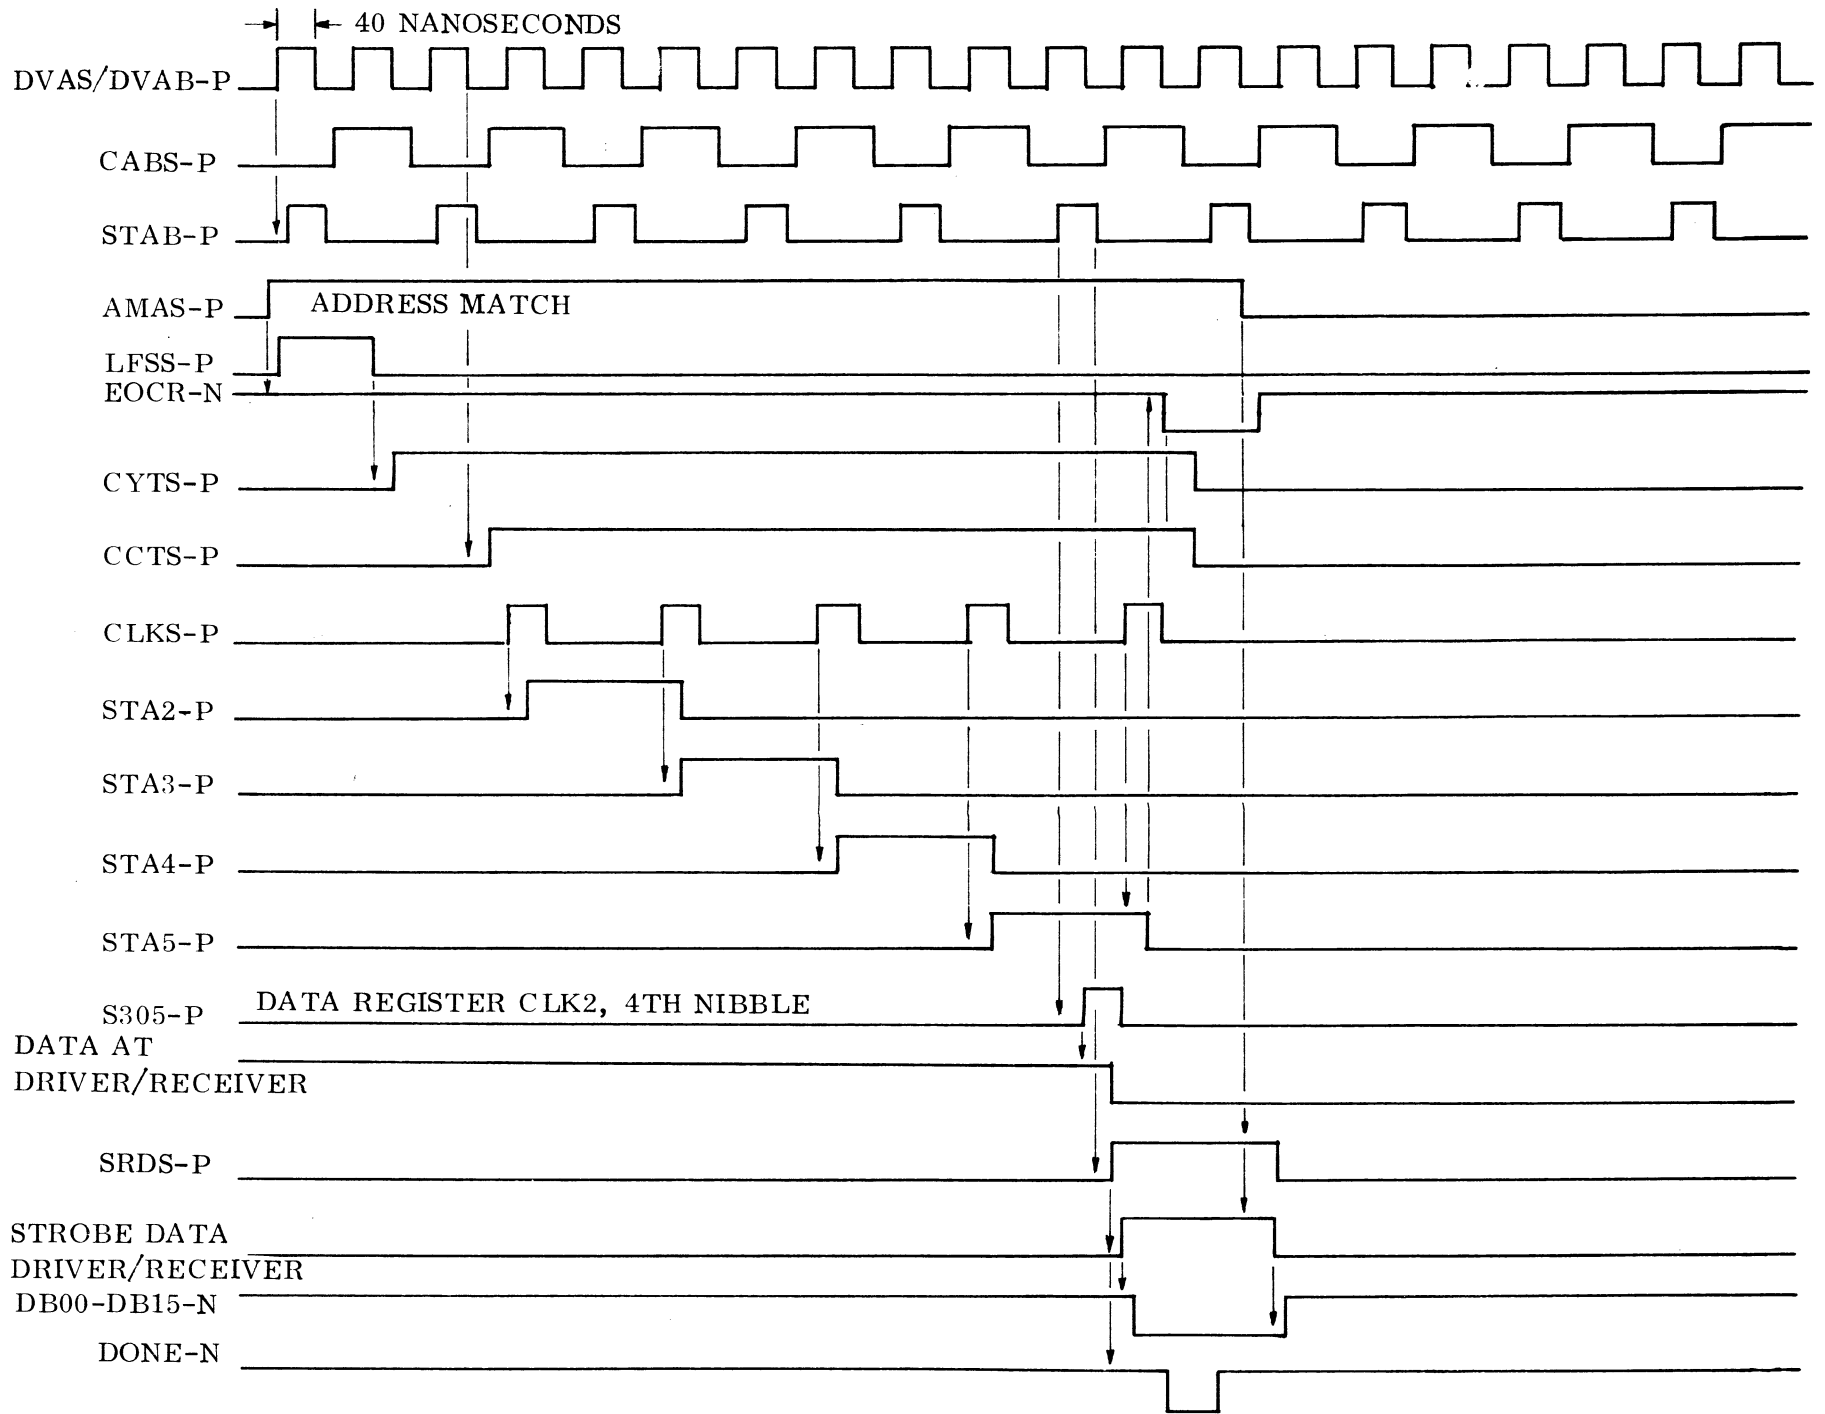 40 NANOSECONDS
DVAS/DVAB-P
CABS-P
STAB-P
AMAS-P
ADDRESS MATCH
LFSS-P
EOCR-N
CYTS-P
CCTS-P
CLKS-P
STA2-P
STA3-P
STA4-P
STA5-P
S305-P
DATA REGISTER CLK2, 4TH NIBBLE
DATA AT
DRIVER/RECEIVER
SRDS-P
STROBE DATA
DRIVER/RECEIVER
DB00-DB15-N
DONE-N